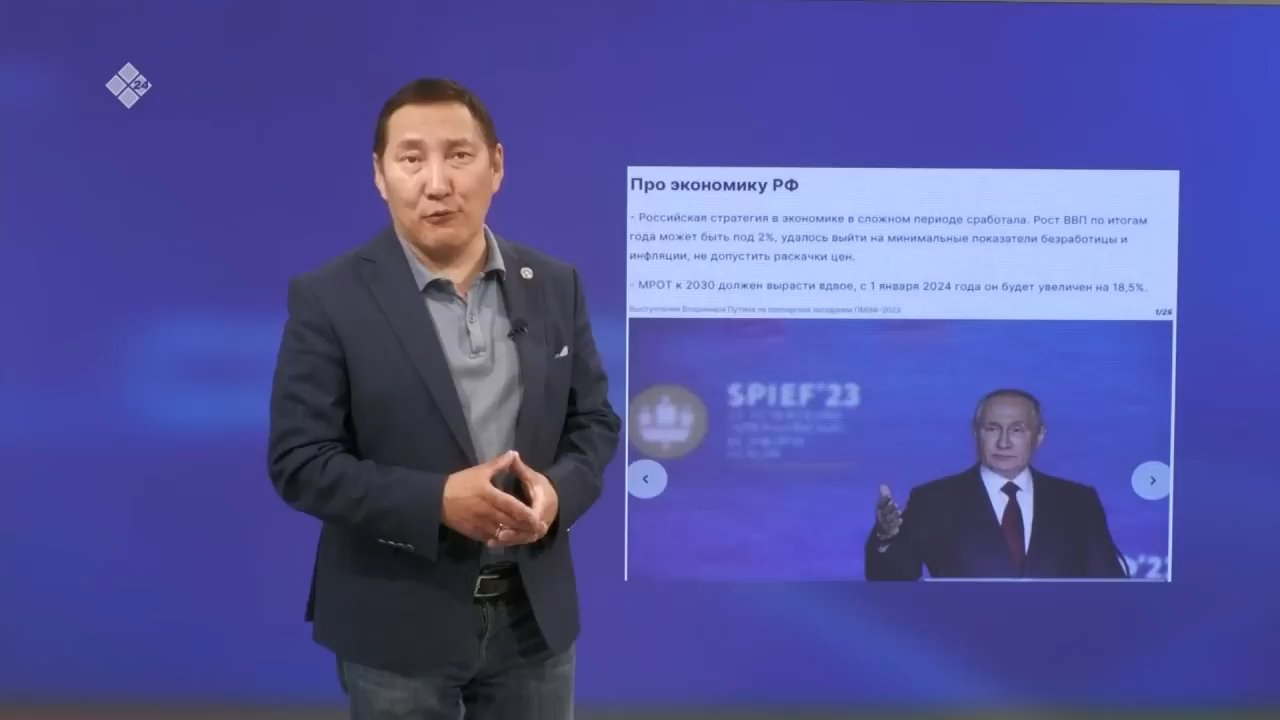 24
Про экономику РФ
- Российская стратегия в экономике в сложном периоде сработала. Рост ВВП по итогам
года может быть под 2%, удалось выйти на минимальные показатели безработицы и
инфляции, не допустить раскачки цен.
- МРОТ к 2030 должен вырасти вдвое, с 1 января 2024 года он будет увеличен на 18,5%.
Выступление Владимира Путина на пленарном заседании ПМЭФ-2023
1/26
SPIEF'23
'23